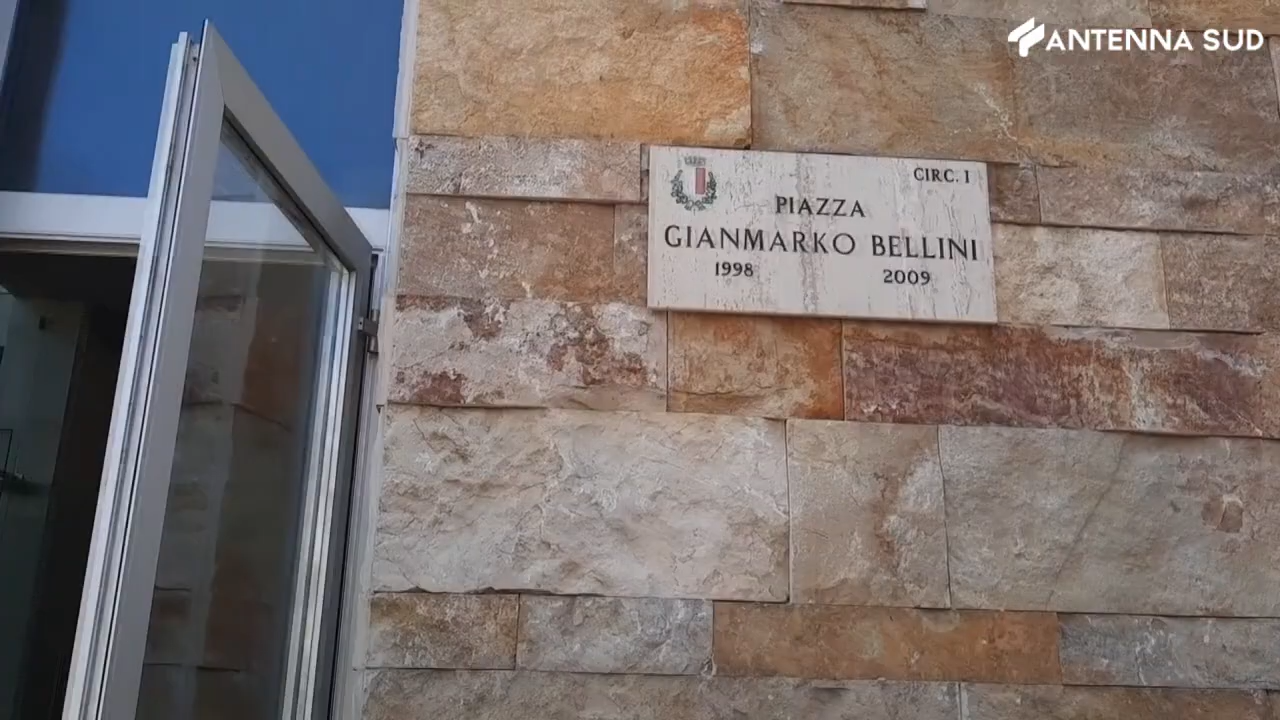 ANTENNA SUD
CIRC. I
PIAZZA
GIANMARKO BELLINI
1998 2009